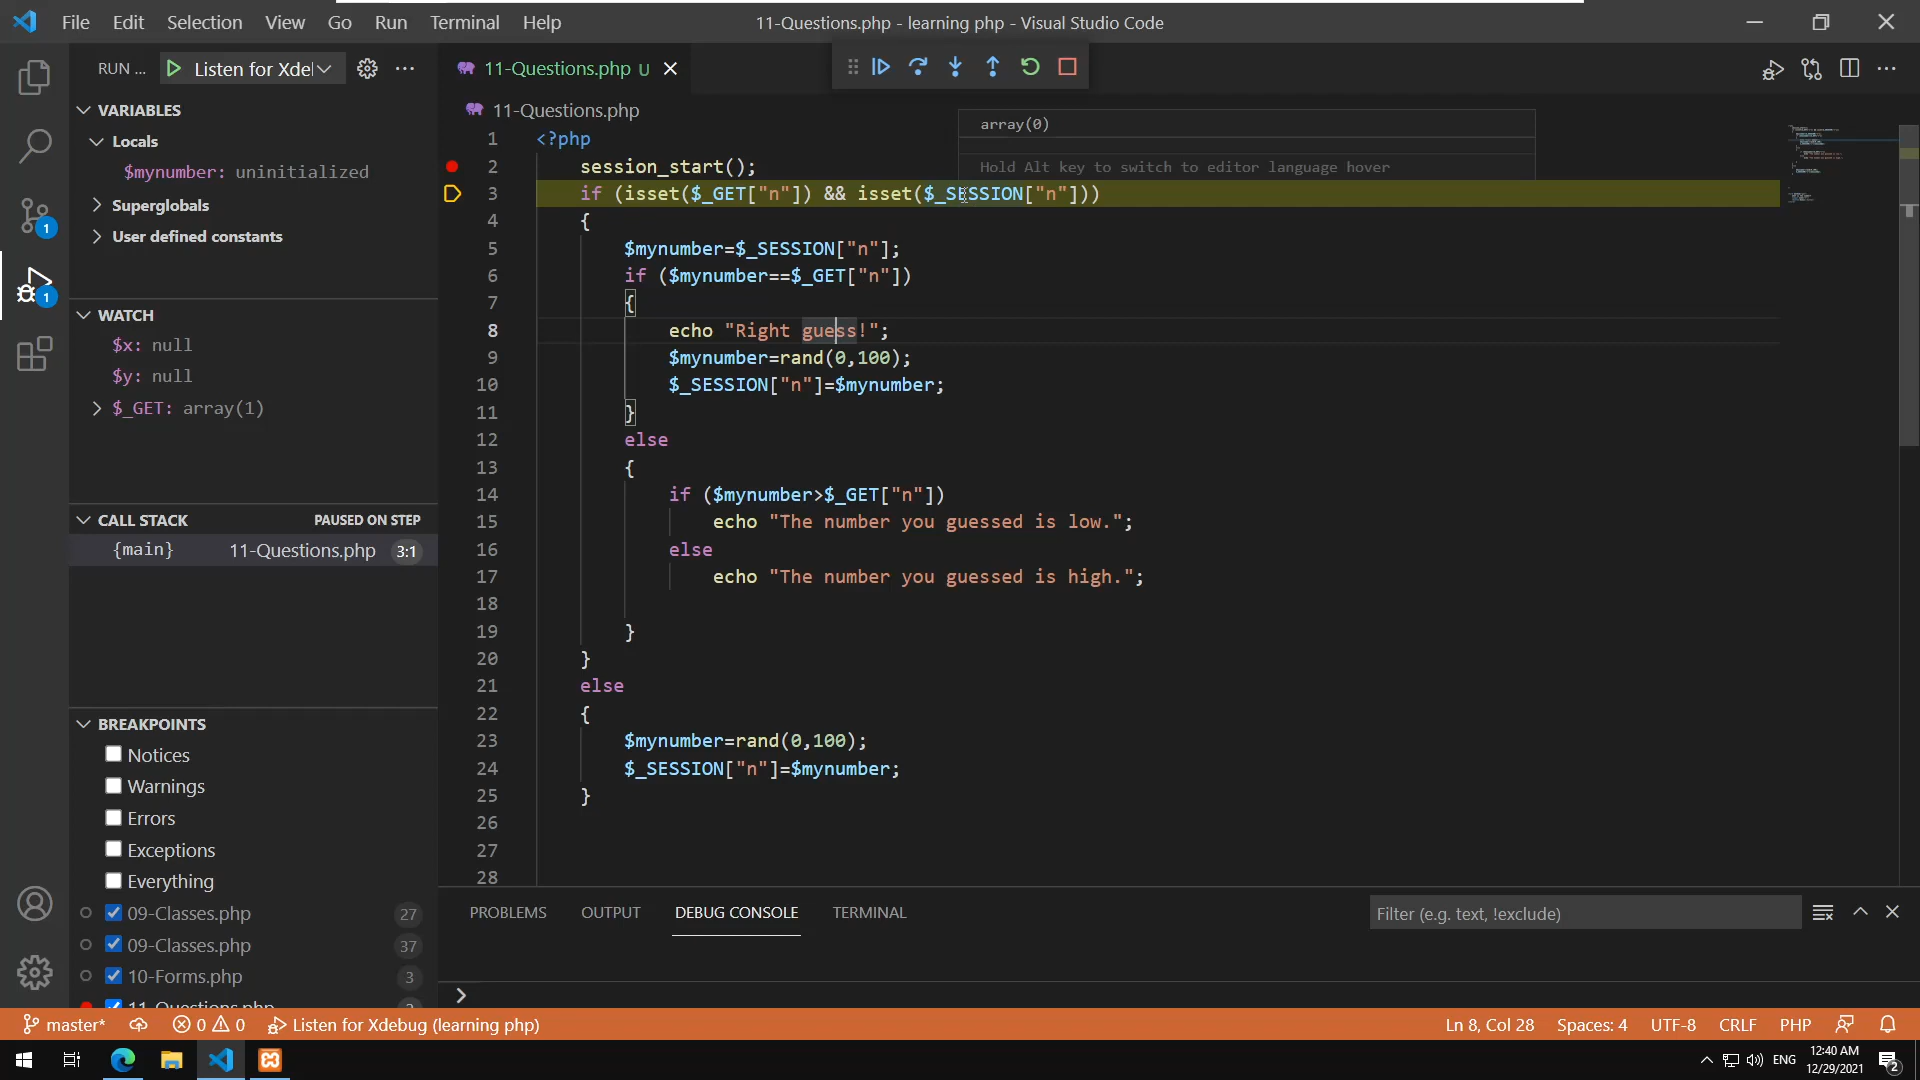 File Edit Selection View Go Run Terminal Help
11-Questions.php - learning php - Visual Studio Code
RUN ... Listen for Xdel
11-Questions.php U
11-Questions.php
VARIABLES
Locals
$mynumber: uninitialized
Superglobals
User defined constants
WATCH
$x: null
$y: null
$_GET: array(1)
CALL STACK PAUSED ON STEP
{main} 11-Questions.php 3:1
BREAKPOINTS
Notices
Warnings
Errors
Exceptions
Everything
09-Classes.php 27
09-Classes.php 37
10-Forms.php 3
11-Questions.php
array(0)
Hold Alt key to switch to editor language hover
1 <?php
2 session_start();
3 if (isset($_GET["n"]) && isset($_SESSION["n"]))
4 {
5 $mynumber=$_SESSION["n"];
6 if ($mynumber==$_GET["n"])
7 {
8 echo "Right guess!";
9 $mynumber=rand(0,100);
10 $_SESSION["n"]=$mynumber;
11 }
12 else
13 {
14 if ($mynumber>$_GET["n"])
15 echo "The number you guessed is low.";
16 else
17 echo "The number you guessed is high.";
18
19 }
20 }
21 else
22 {
23 $mynumber=rand(0,100);
24 $_SESSION["n"]=$mynumber;
25 }
26
27
28
PROBLEMS OUTPUT DEBUG CONSOLE TERMINAL
Filter (e.g. text, !exclude)
master* 0 0 Listen for Xdebug (learning php)
Ln 8, Col 28 Spaces: 4 UTF-8 CRLF PHP
ENG
12:40 AM
12/29/2021
2
1
1